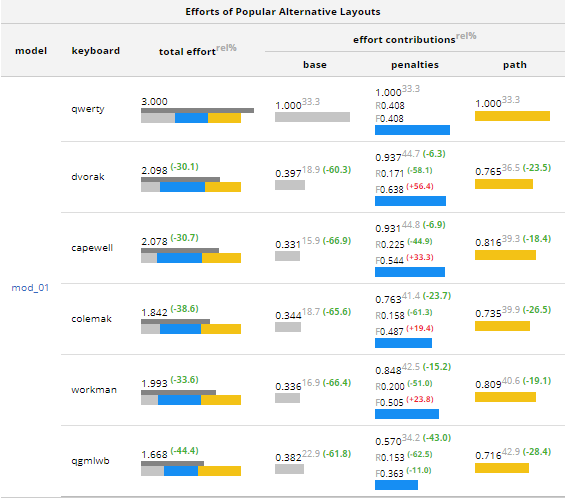 Efforts of Popular Alternative Layouts
model keyboard total effort rel% effort contributions rel%
base penalties path
mod_01
qwerty 3.000 1.000 33.3 1.000 33.3 R0.408 F0.408 1.000 33.3
dvorak 2.098 (-30.1) 0.397 18.9 (-60.3) 0.937 44.7 (-6.3) R0.171 (-58.1) F0.638 (+56.4) 0.765 36.5 (-23.5)
capewell 2.078 (-30.7) 0.331 15.9 (-66.9) 0.931 44.8 (-6.9) R0.225 (-44.9) F0.544 (+33.3) 0.816 39.3 (-18.4)
colemak 1.842 (-38.6) 0.344 18.7 (-65.6) 0.763 41.4 (-23.7) R0.158 (-61.3) F0.487 (+19.4) 0.735 39.9 (-26.5)
workman 1.993 (-33.6) 0.336 16.9 (-66.4) 0.848 42.5 (-15.2) R0.200 (-51.0) F0.505 (+23.8) 0.809 40.6 (-19.1)
qgmlwb 1.668 (-44.4) 0.382 22.9 (-61.8) 0.570 34.2 (-43.0) R0.153 (-62.5) F0.363 (-11.0) 0.716 42.9 (-28.4)